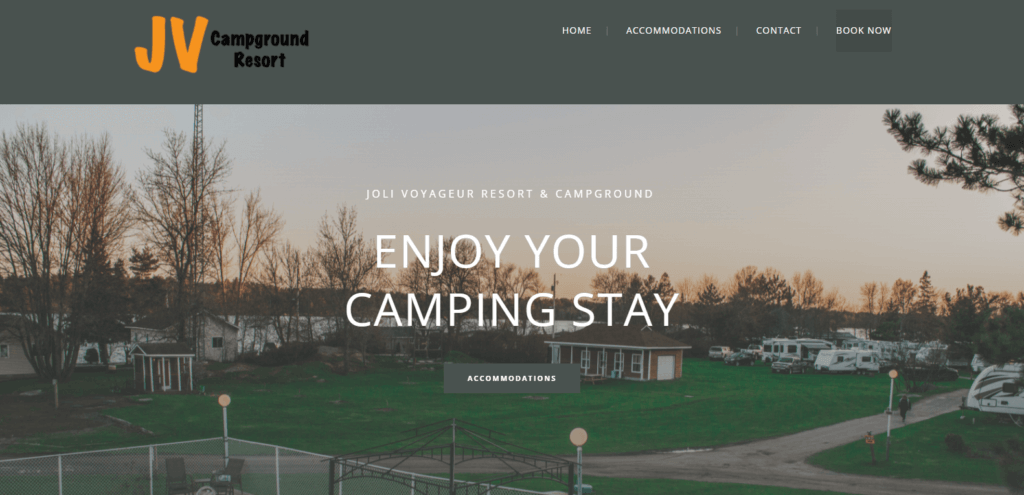 JV Campground
Resort
HOME | ACCOMMODATIONS | CONTACT | BOOK NOW
JOLI VOYAGEUR RESORT & CAMPGROUND
ENJOY YOUR
CAMPING STAY
ACCOMMODATIONS